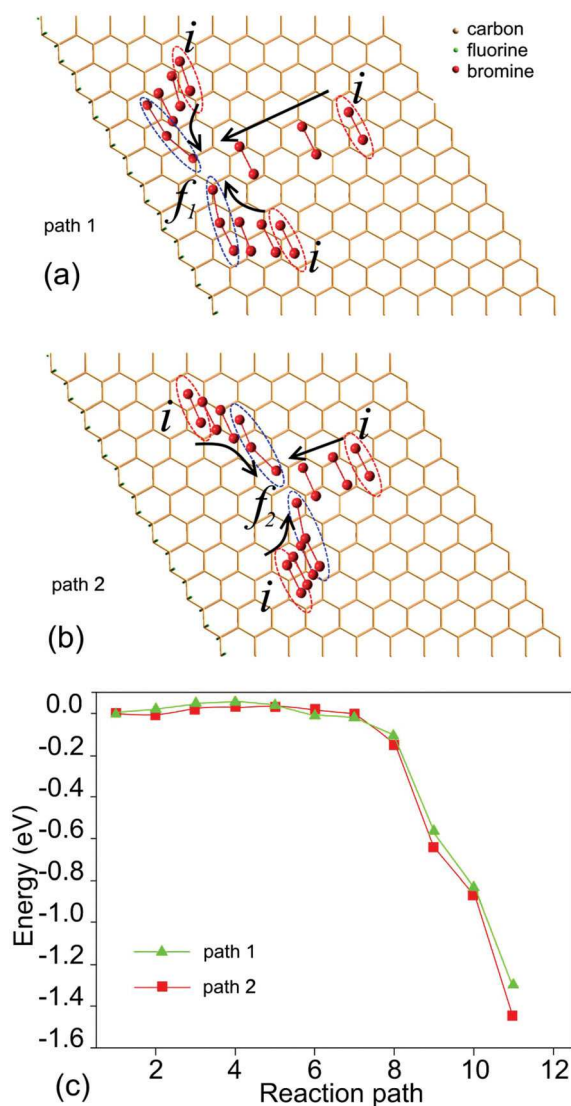 i
carbon
fluorine
bromine
i
f1
path 1
i
(a)
i
i
f2
path 2
i
(b)
0.0
-0.2
-0.4
-0.6
-0.8
-1.0
-1.2
-1.4
-1.6
Energy (eV)
path 1
path 2
2 4 6 8 10 12
(c)
Reaction path